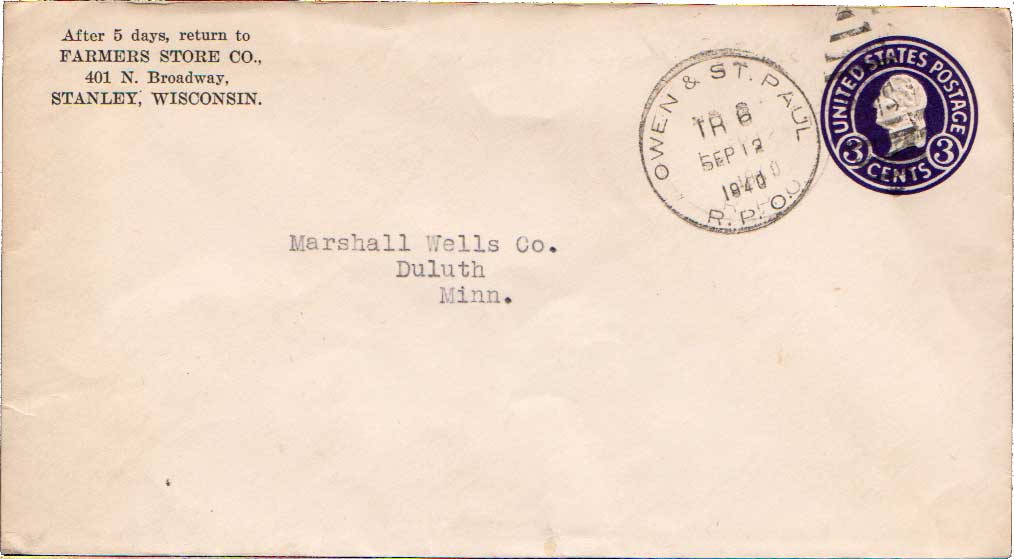 After 5 days, return to
FARMERS STORE CO.,
401 N. Broadway,
STANLEY, WISCONSIN.
OWEN & ST. PAUL
TR 6
SEP 12
1940
R.P.O.
UNITED STATES POSTAGE
3 CENTS 3
Marshall Wells Co.
Duluth
Minn.